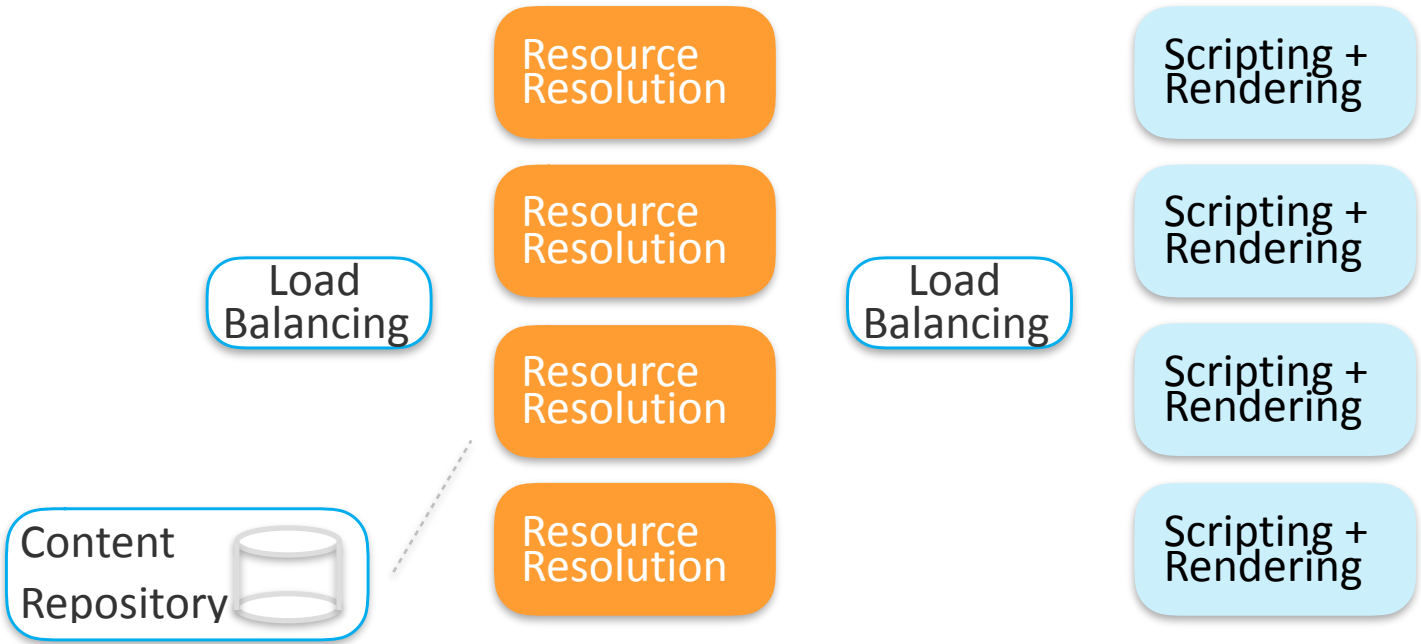 Resource
Resolution
Resource
Resolution
Resource
Resolution
Resource
Resolution
Load
Balancing
Content
Repository
Load
Balancing
Scripting +
Rendering
Scripting +
Rendering
Scripting +
Rendering
Scripting +
Rendering